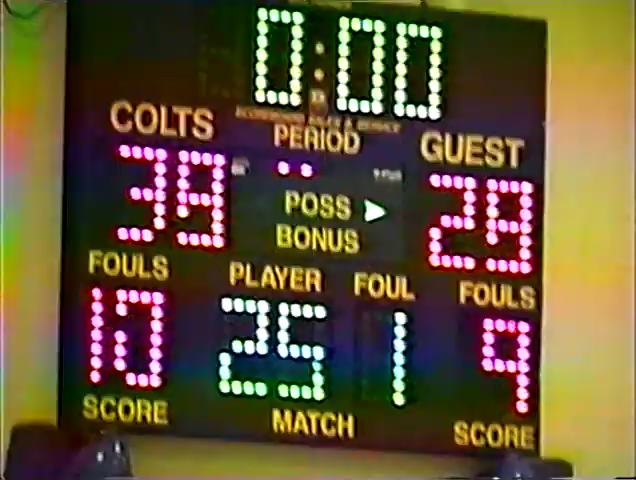 0:00
COLTS
PERIOD
GUEST
39
29
POSS
BONUS
FOULS PLAYER FOUL FOULS
10 25 1 9
SCORE MATCH SCORE